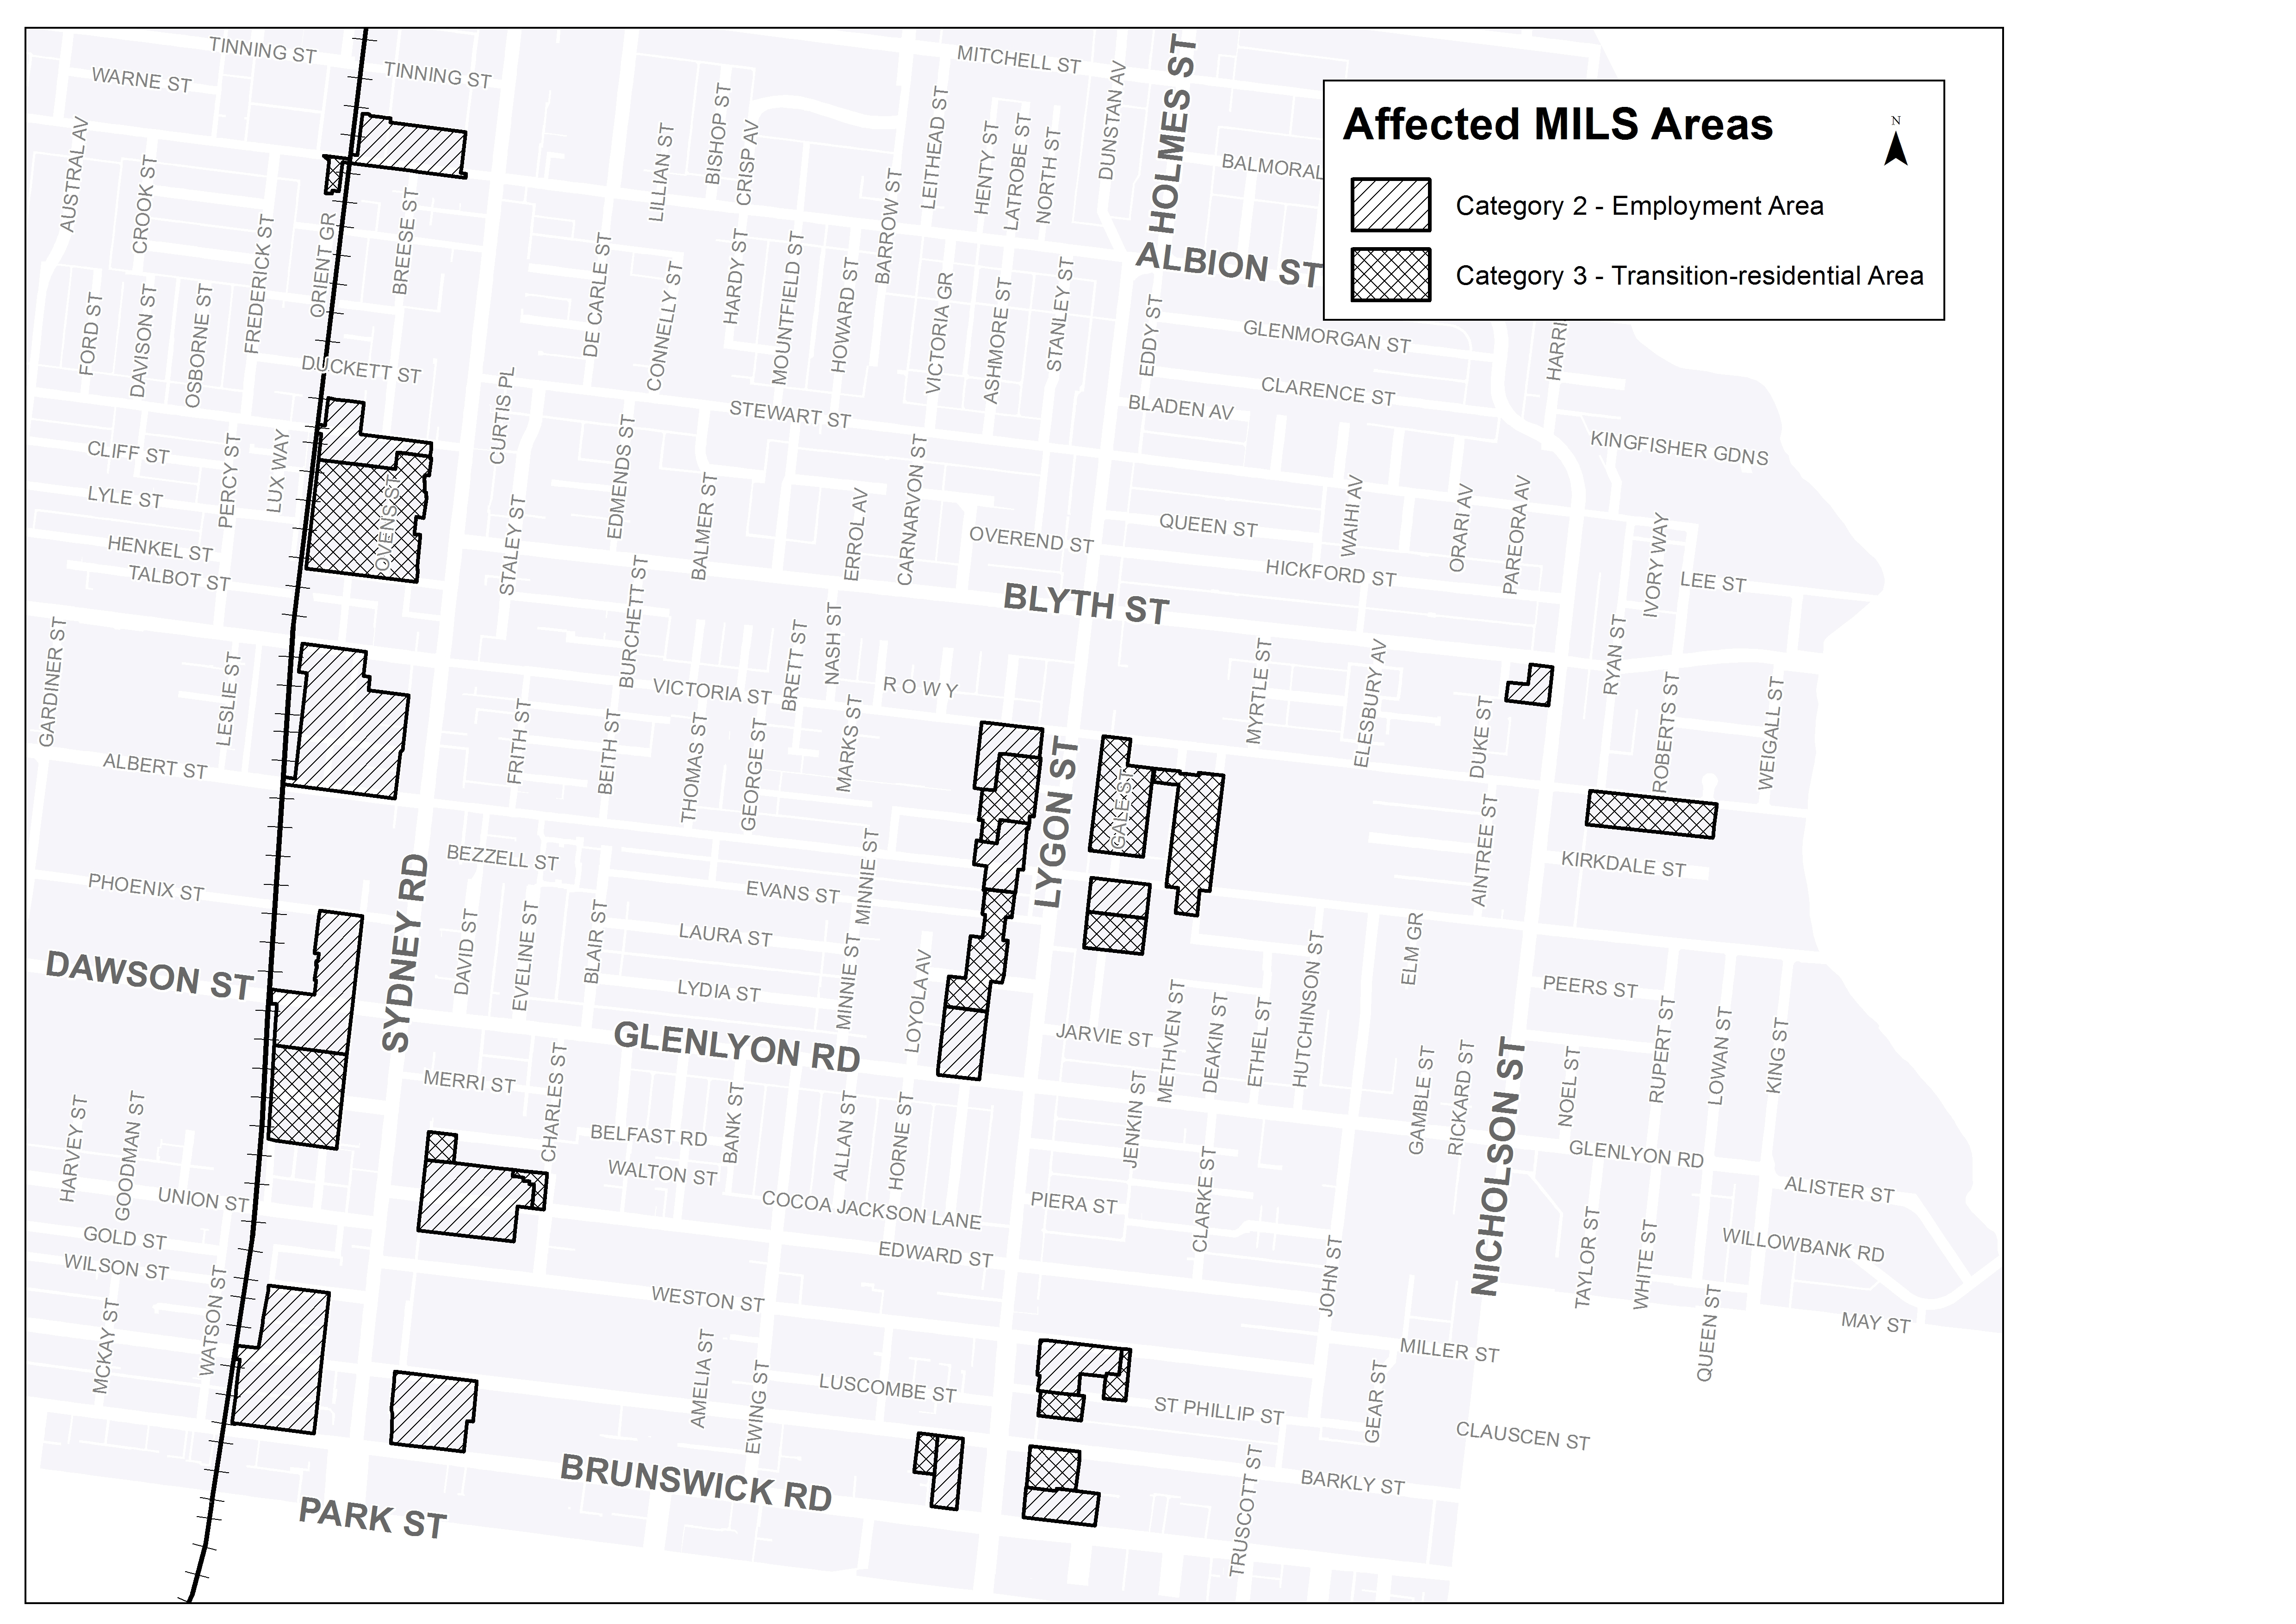 TINNING ST
TINNING ST
WARNE ST
MITCHELL ST
HOLMES ST
DUNSTAN AV
Affected MILS Areas
N
Category 2 - Employment Area
Category 3 - Transition-residential Area
AUSTRAL AV
CROOK ST
FREDERICK ST
ORIENT GR
BREESE ST
LILLIAN ST
BISHOP ST
CRISP AV
BARROW ST
LEITHEAD ST
HENTY ST
LATROBE ST
NORTH ST
BALMORAL
ALBION ST
FORD ST
DAVISON ST
OSBORNE ST
DUCKETT ST
DE CARLE ST
CONNELLY ST
HARDY ST
MOUNTFIELD ST
HOWARD ST
VICTORIA GR
ASHMORE ST
STANLEY ST
EDDY ST
GLENMORGAN ST
HARRI
CLARENCE ST
BLADEN AV
STEWART ST
CURTIS PL
KINGFISHER GDNS
CLIFF ST
PERCY ST
LUX WAY
LYLE ST
OVENS ST
STALEY ST
EDMENDS ST
BALMER ST
ERROL AV
CARNARVON ST
OVEREND ST
QUEEN ST
WAIHI AV
ORARI AV
PAREORA AV
HICKFORD ST
IVORY WAY
LEE ST
HENKEL ST
TALBOT ST
BLYTH ST
GARDINER ST
LESLIE ST
BURCHETT ST
VICTORIA ST
BRETT ST
NASH ST
R O W Y
MYRTLE ST
ELESBURY AV
DUKE ST
RYAN ST
ROBERTS ST
WEIGALL ST
ALBERT ST
FRITH ST
BEITH ST
THOMAS ST
GEORGE ST
MARKS ST
LYGON ST
GALE ST
AINTREE ST
KIRKDALE ST
BEZZELL ST
PHOENIX ST
SYDNEY RD
EVANS ST
MINNIE ST
DAVID ST
EVELINE ST
BLAIR ST
LAURA ST
DAWSON ST
LYDIA ST
MINNIE ST
LOYOLA AV
HUTCHINSON ST
ELM GR
PEERS ST
GLENLYON RD
JARVIE ST
METHVEN ST
DEAKIN ST
ETHEL ST
NICHOLSON ST
RUPERT ST
LOWAN ST
KING ST
MERRI ST
CHARLES ST
BANK ST
ALLAN ST
HORNE ST
JENKIN ST
GAMBLE ST
RICKARD ST
NOEL ST
HARVEY ST
GOODMAN ST
BELFAST RD
WALTON ST
GLENLYON RD
UNION ST
COCOA JACKSON LANE
PIERA ST
CLARKE ST
ALISTER ST
GOLD ST
WILSON ST
EDWARD ST
TAYLOR ST
WHITE ST
WILLOWBANK RD
WATSON ST
MCKAY ST
WESTON ST
JOHN ST
QUEEN ST
MAY ST
AMELIA ST
EWING ST
LUSCOMBE ST
MILLER ST
GEAR ST
ST PHILLIP ST
CLAUSCEN ST
BRUNSWICK RD
TRUSCOTT ST
BARKLY ST
PARK ST